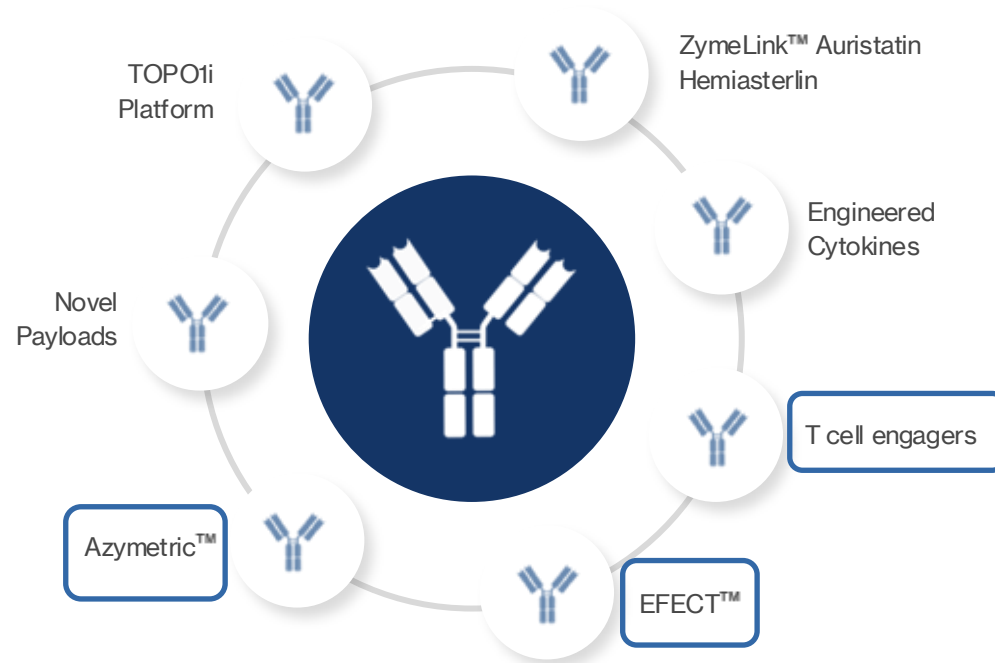 TOPO1i
Platform
ZymeLink™ Auristatin
Hemiasterlin
Engineered
Cytokines
Novel
Payloads
T cell engagers
Azymetric™
EFECT™